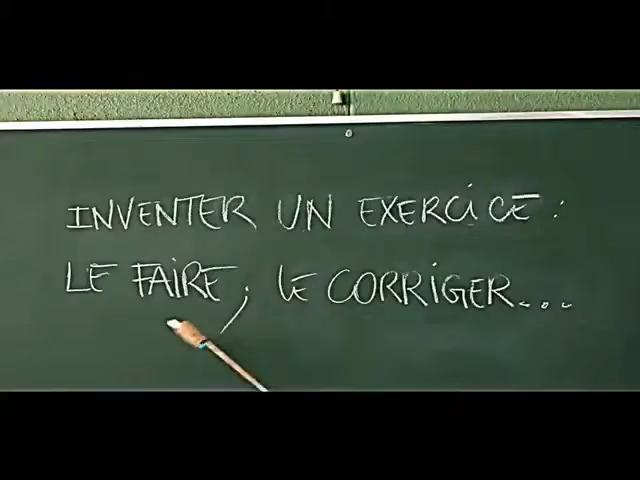 INVENTER UN EXERCICE :
LE FAIRE ; LE CORRIGER...